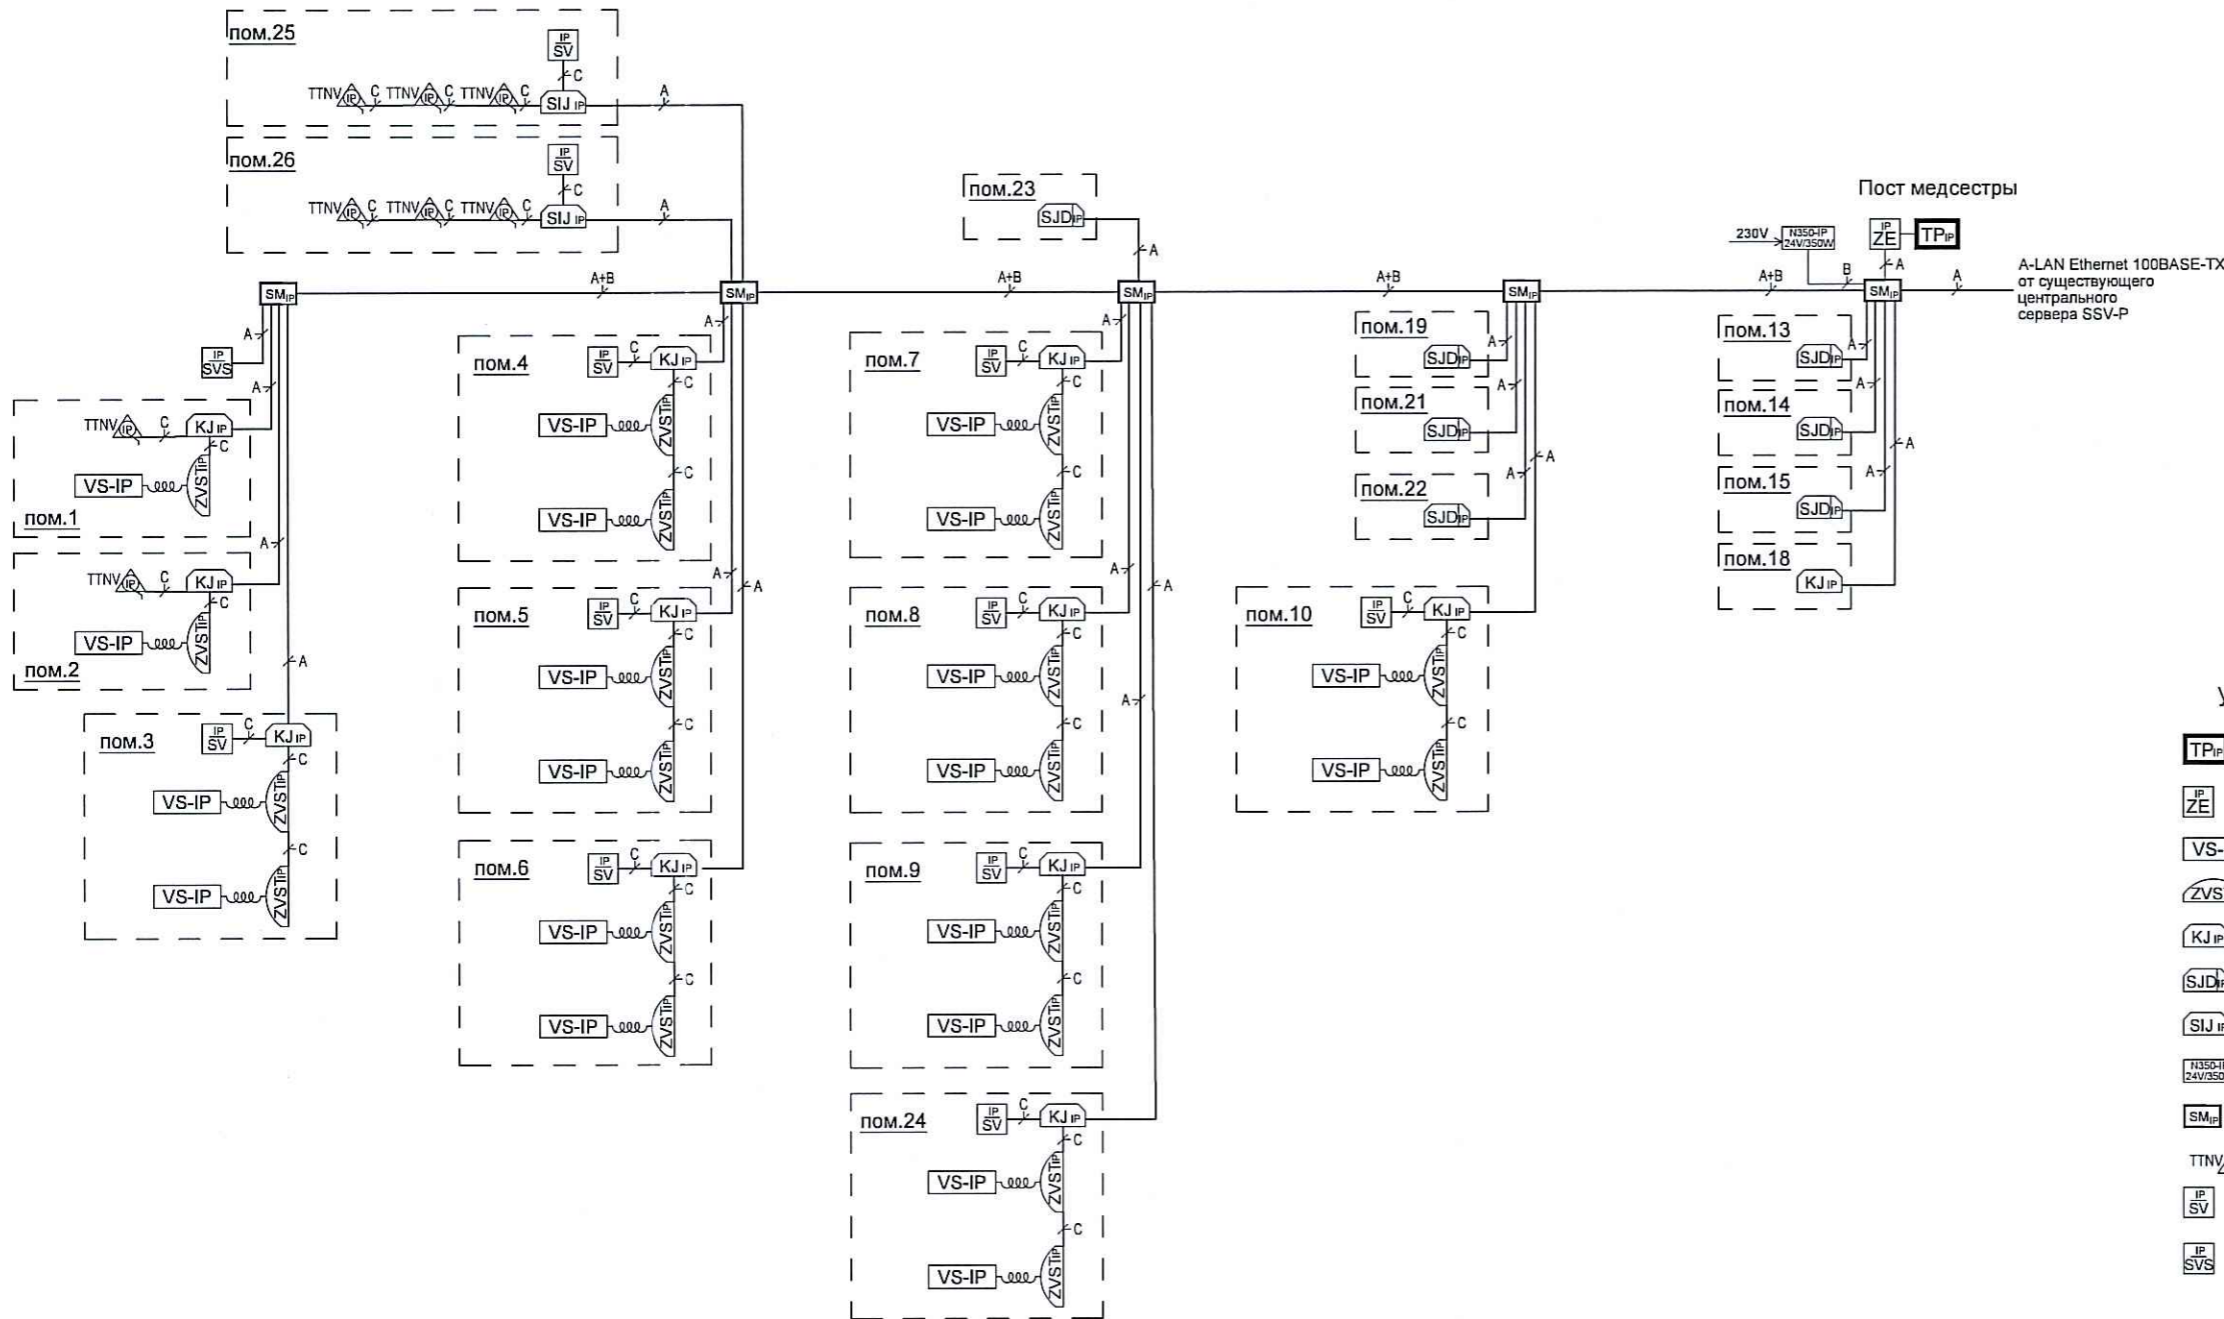 пом.25
IP
SV
C
TTNV IP C TTNV IP C TTNV IP C SIJ IP A
пом.26
IP
SV
C
TTNV IP C TTNV IP C TTNV IP C SIJ IP A
пом.23
SJD IP
A
Пост медсестры
230V
N350-IP
24V/350W
IP
ZE
TP IP
B
A
A-LAN Ethernet 100BASE-TX
от существующего
центрального
сервера SSV-P
SM IP A+B SM IP A+B SM IP A+B SM IP A+B SM IP A
A
IP
SVS
A
TTNV IP C KJ IP
C
VS-IP ZVST IP
пом.1
A
TTNV IP C KJ IP
C
VS-IP ZVST IP
пом.2
A
пом.3
IP
SV
C KJ IP
C
VS-IP ZVST IP
C
VS-IP ZVST IP
A
пом.4
IP
SV
C KJ IP
C
VS-IP ZVST IP
C
VS-IP ZVST IP
A
A
пом.5
IP
SV
C KJ IP
C
VS-IP ZVST IP
C
VS-IP ZVST IP
пом.6
IP
SV
C KJ IP
C
VS-IP ZVST IP
C
VS-IP ZVST IP
A
пом.7
IP
SV
C KJ IP
C
VS-IP ZVST IP
C
VS-IP ZVST IP
A
A
пом.8
IP
SV
C KJ IP
C
VS-IP ZVST IP
C
VS-IP ZVST IP
A
пом.9
IP
SV
C KJ IP
C
VS-IP ZVST IP
C
VS-IP ZVST IP
пом.24
IP
SV
C KJ IP
C
VS-IP ZVST IP
C
VS-IP ZVST IP
пом.19
SJD IP
A
A
пом.21
SJD IP
A
A
пом.22
SJD IP
пом.10
IP
SV
C KJ IP
C
VS-IP ZVST IP
C
VS-IP ZVST IP
пом.13
SJD IP
A
A
пом.14
SJD IP
A
A
пом.15
SJD IP
пом.18
KJ IP
TP IP
IP
ZE
VS-
ZVS
KJ IP
SJD IP
SIJ IP
SM IP
TTNV
IP
SV
IP
SVS